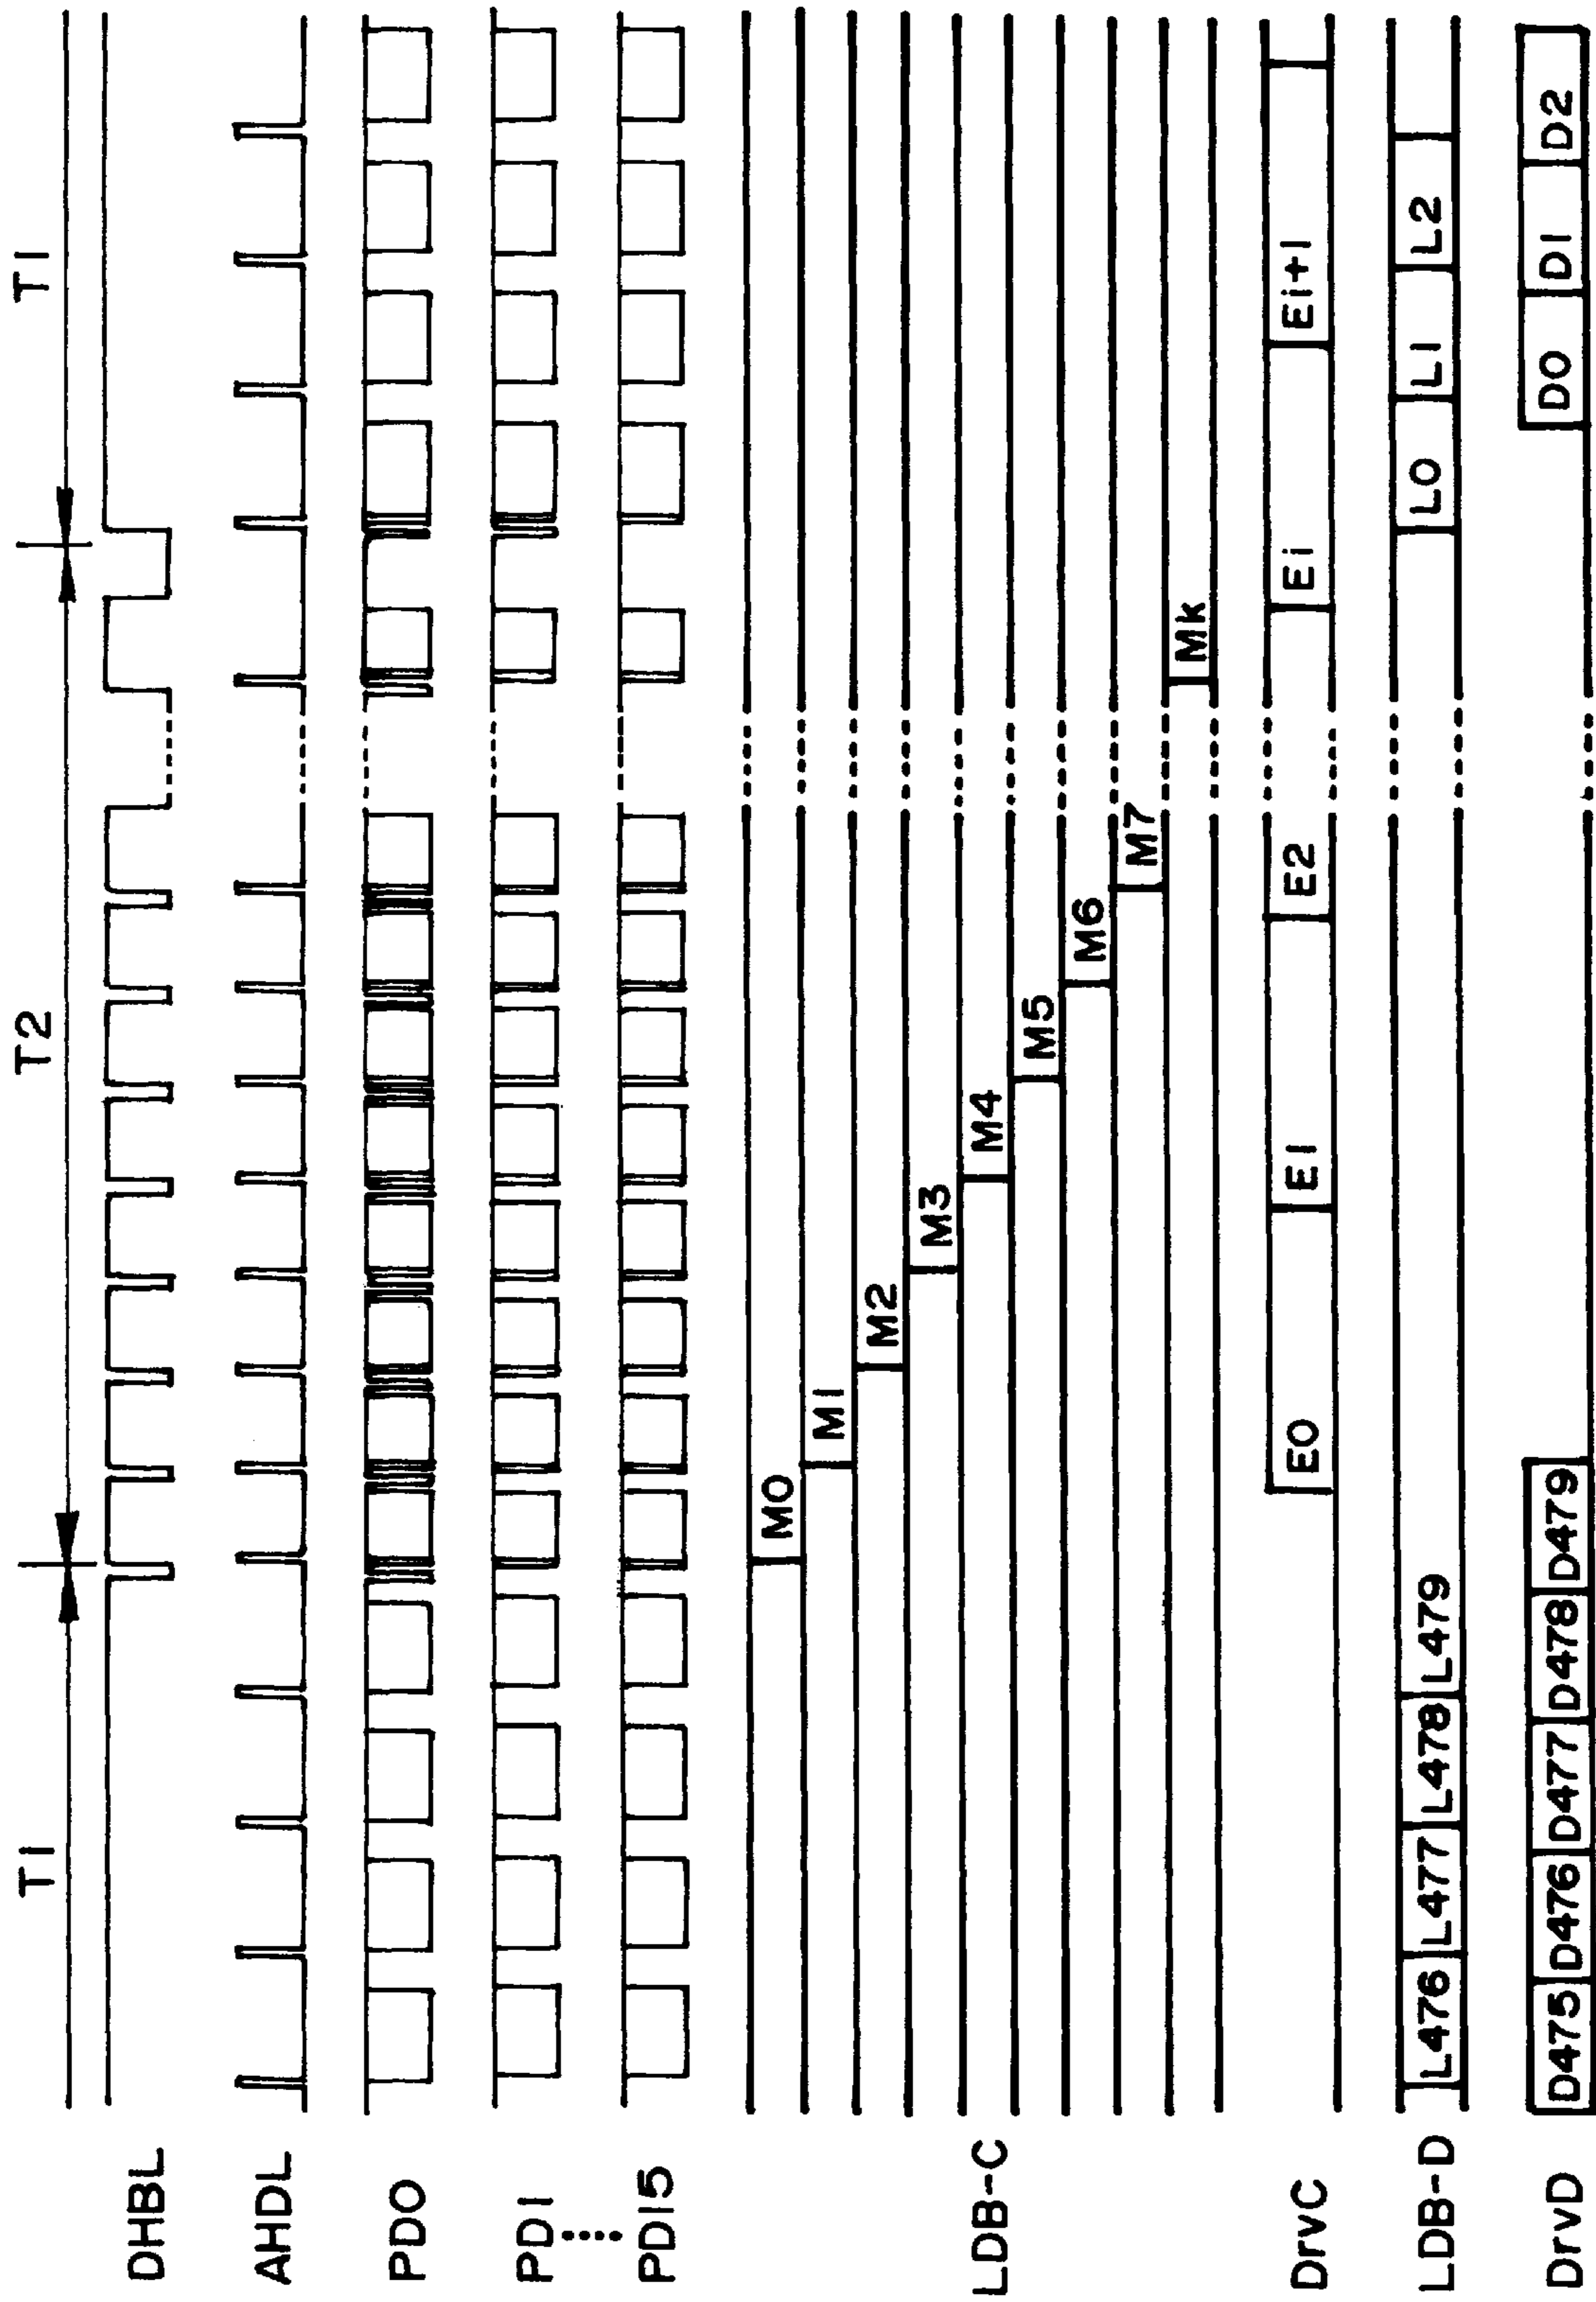 T1 T2 T1
DHBL
AHDL
PD0
PD1
PD15
LDB-C
M0
M1
M2
M3
M4
M5
M6
M7
Mk
DrvC E0 E1 E2 Ei Ei+1
LDB-D L476 L477 L478 L479 L0 L1 L2
DrvD D475 D476 D477 D478 D479 D0 D1 D2